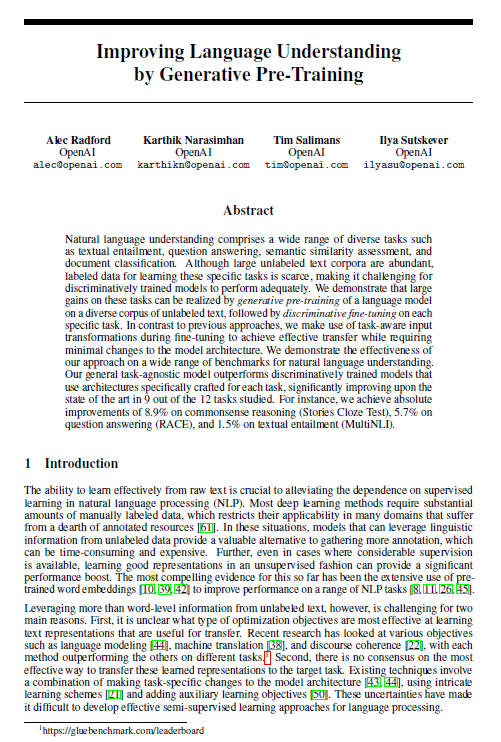 Improving Language Understanding
by Generative Pre-Training
Alec Radford
OpenAI
alec@openai.com
Karthik Narasimhan
OpenAI
karthikn@openai.com
Tim Salimans
OpenAI
tim@openai.com
Ilya Sutskever
OpenAI
ilyasu@openai.com
Abstract
Natural language understanding comprises a wide range of diverse tasks such
as textual entailment, question answering, semantic similarity assessment, and
document classification. Although large unlabeled text corpora are abundant,
labeled data for learning these specific tasks is scarce, making it challenging for
discriminatively trained models to perform adequately. We demonstrate that large
gains on these tasks can be realized by generative pre-training of a language model
on a diverse corpus of unlabeled text, followed by discriminative fine-tuning on each
specific task. In contrast to previous approaches, we make use of task-aware input
transformations during fine-tuning to achieve effective transfer while requiring
minimal changes to the model architecture. We demonstrate the effectiveness of
our approach on a wide range of benchmarks for natural language understanding.
Our general task-agnostic model outperforms discriminatively trained models that
use architectures specifically crafted for each task, significantly improving upon the
state of the art in 9 out of the 12 tasks studied. For instance, we achieve absolute
improvements of 8.9% on commonsense reasoning (Stories Cloze Test), 5.7% on
question answering (RACE), and 1.5% on textual entailment (MultiNLI).
1 Introduction
The ability to learn effectively from raw text is crucial to alleviating the dependence on supervised
learning in natural language processing (NLP). Most deep learning methods require substantial
amounts of manually labeled data, which restricts their applicability in many domains that suffer
from a dearth of annotated resources [61]. In these situations, models that can leverage linguistic
information from unlabeled data provide a valuable alternative to gathering more annotation, which
can be time-consuming and expensive. Further, even in cases where considerable supervision
is available, learning good representations in an unsupervised fashion can provide a significant
performance boost. The most compelling evidence for this so far has been the extensive use of pre-
trained word embeddings [10, 39, 42] to improve performance on a range of NLP tasks [8, 11, 26, 45].
Leveraging more than word-level information from unlabeled text, however, is challenging for two
main reasons. First, it is unclear what type of optimization objectives are most effective at learning
text representations that are useful for transfer. Recent research has looked at various objectives
such as language modeling [44], machine translation [38], and discourse coherence [22], with each
method outperforming the others on different tasks.1 Second, there is no consensus on the most
effective way to transfer these learned representations to the target task. Existing techniques involve
a combination of making task-specific changes to the model architecture [43, 44], using intricate
learning schemes [21] and adding auxiliary learning objectives [50]. These uncertainties have made
it difficult to develop effective semi-supervised learning approaches for language processing.
1https://gluebenchmark.com/leaderboard